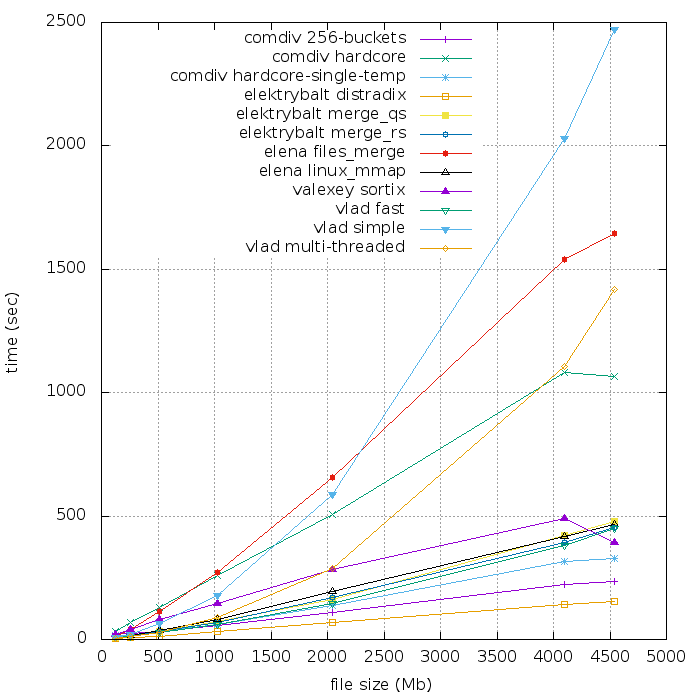 2500
2000
1500
1000
500
0
time (sec)
comdiv 256-buckets
comdiv hardcore
comdiv hardcore-single-temp
elektrybalt distradix
elektrybalt merge_qs
elektrybalt merge_rs
elena files_merge
elena linux_mmap
valexey sortix
vlad fast
vlad simple
vlad multi-threaded
0 500 1000 1500 2000 2500 3000 3500 4000 4500 5000
file size (Mb)